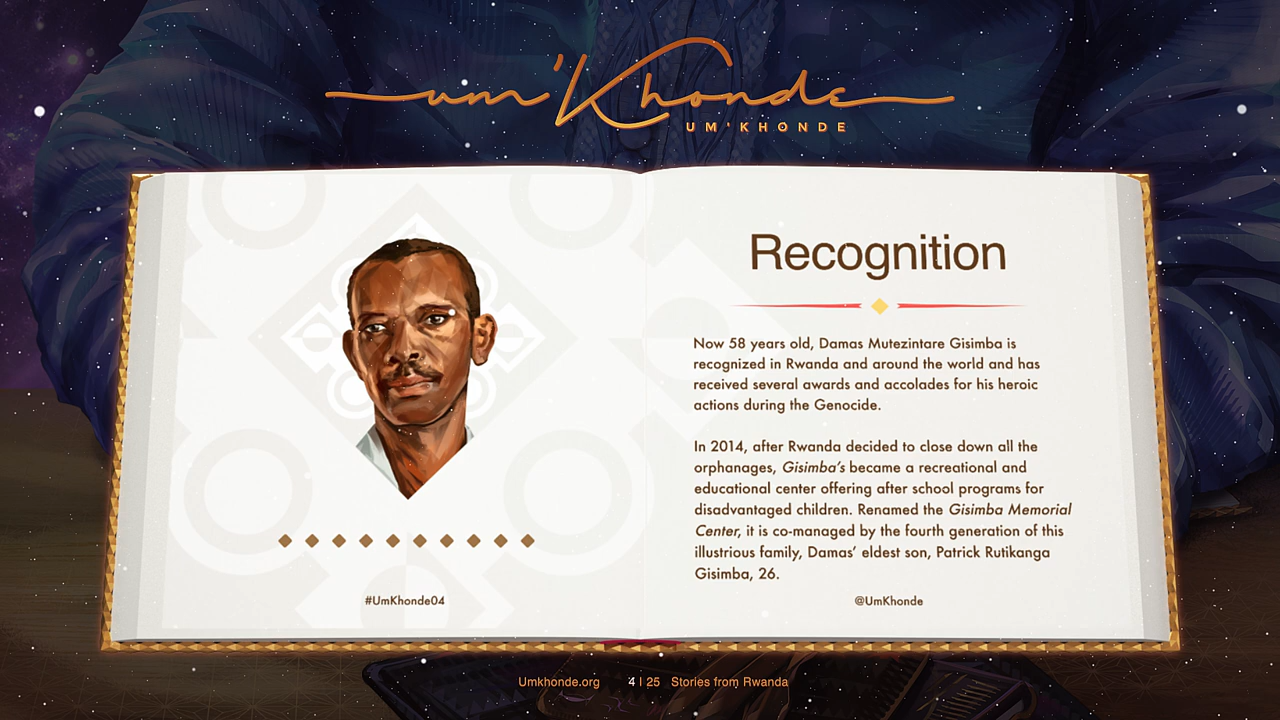 um'Khonde
UM'KHONDE
Recognition
Now 58 years old, Damas Mutezintare Gisimba is
recognized in Rwanda and around the world and has
received several awards and accolades for his heroic
actions during the Genocide.
In 2014, after Rwanda decided to close down all the
orphanages, Gisimba's became a recreational and
educational center offering after school programs for
disadvantaged children. Renamed the Gisimba Memorial
Center, it is co-managed by the fourth generation of this
illustrious family, Damas' eldest son, Patrick Rutikanga
Gisimba, 26.
#UmKhonde04
@UmKhonde
Umkhonde.org 4 | 25 Stories from Rwanda